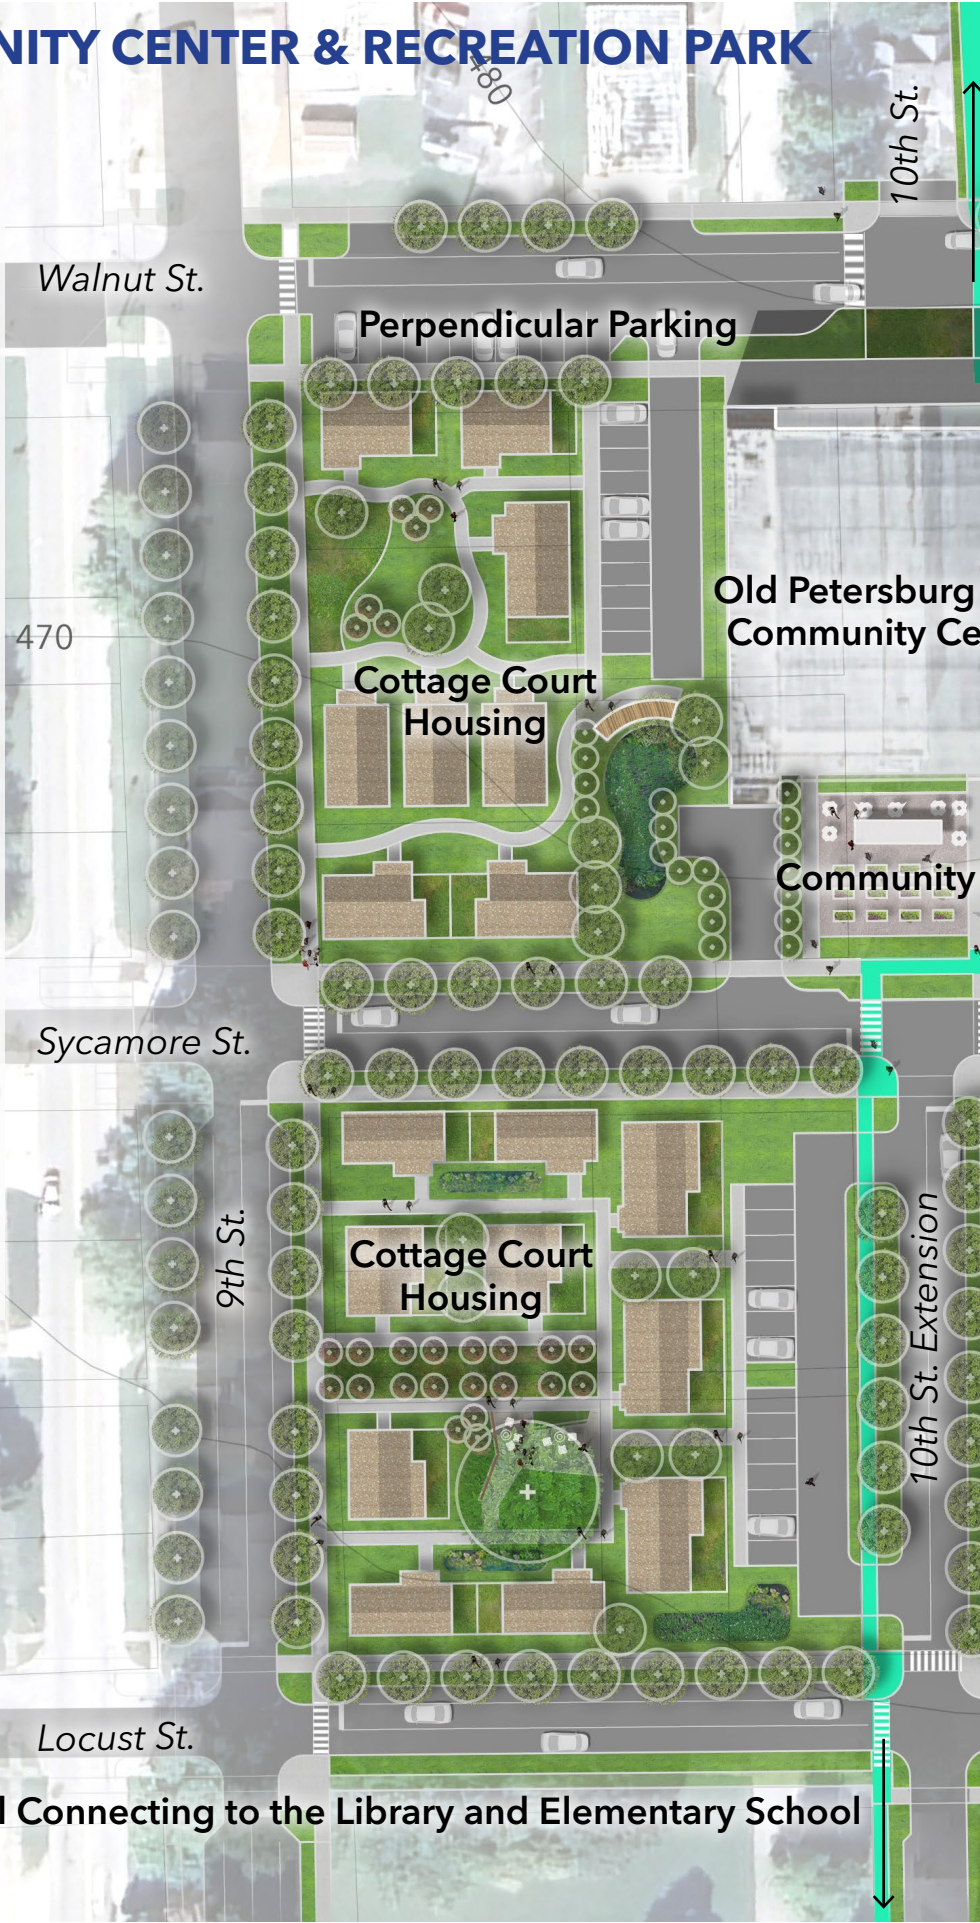 NITY CENTER & RECREATION PARK
480
10th St.
Walnut St.
Perpendicular Parking
Old Petersburg
Community Ce
470
Cottage Court
Housing
Community
Sycamore St.
9th St.
Cottage Court
Housing
10th St. Extension
Locust St.
l Connecting to the Library and Elementary School